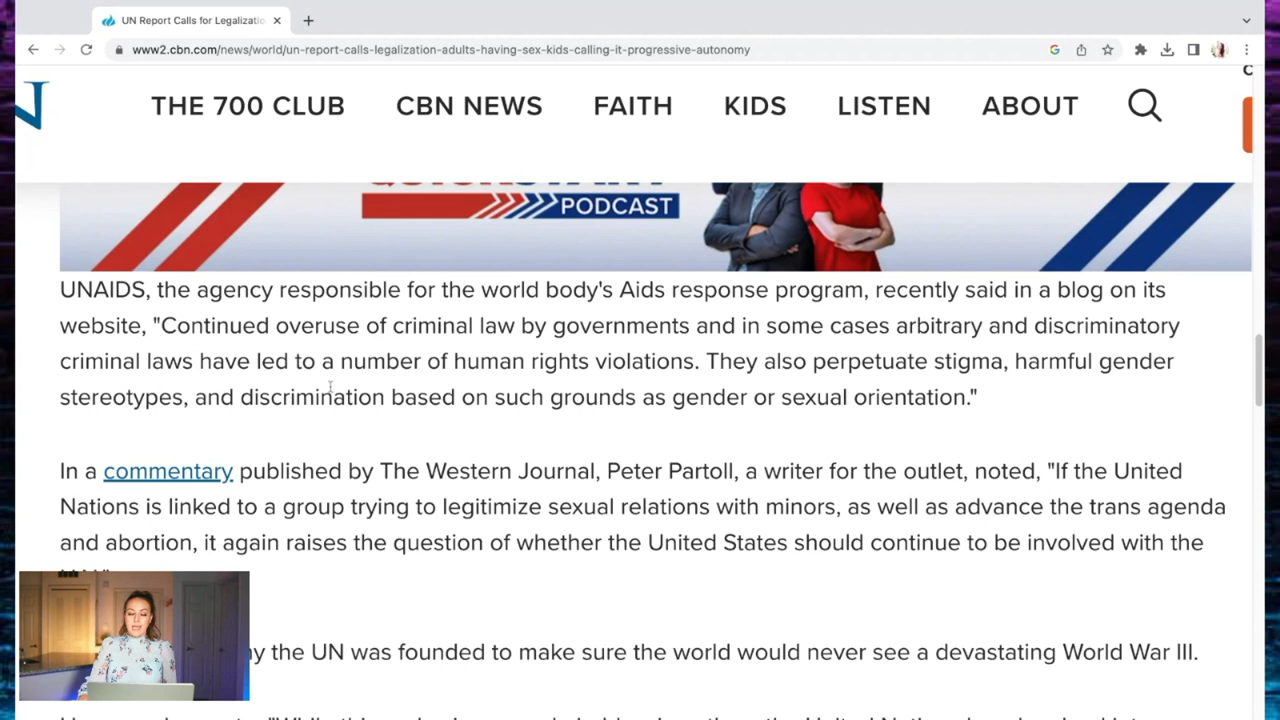 UN Report Calls for Legalizatio
www2.cbn.com/news/world/un-report-calls-legalization-adults-having-sex-kids-calling-it-progressive-autonomy
THE 700 CLUB CBN NEWS FAITH KIDS LISTEN ABOUT
PODCAST
UNAIDS, the agency responsible for the world body's Aids response program, recently said in a blog on its
website, "Continued overuse of criminal law by governments and in some cases arbitrary and discriminatory
criminal laws have led to a number of human rights violations. They also perpetuate stigma, harmful gender
stereotypes, and discrimination based on such grounds as gender or sexual orientation."
In a commentary published by The Western Journal, Peter Partoll, a writer for the outlet, noted, "If the United
Nations is linked to a group trying to legitimize sexual relations with minors, as well as advance the trans agenda
and abortion, it again raises the question of whether the United States should continue to be involved with the
the UN was founded to make sure the world would never see a devastating World War III.